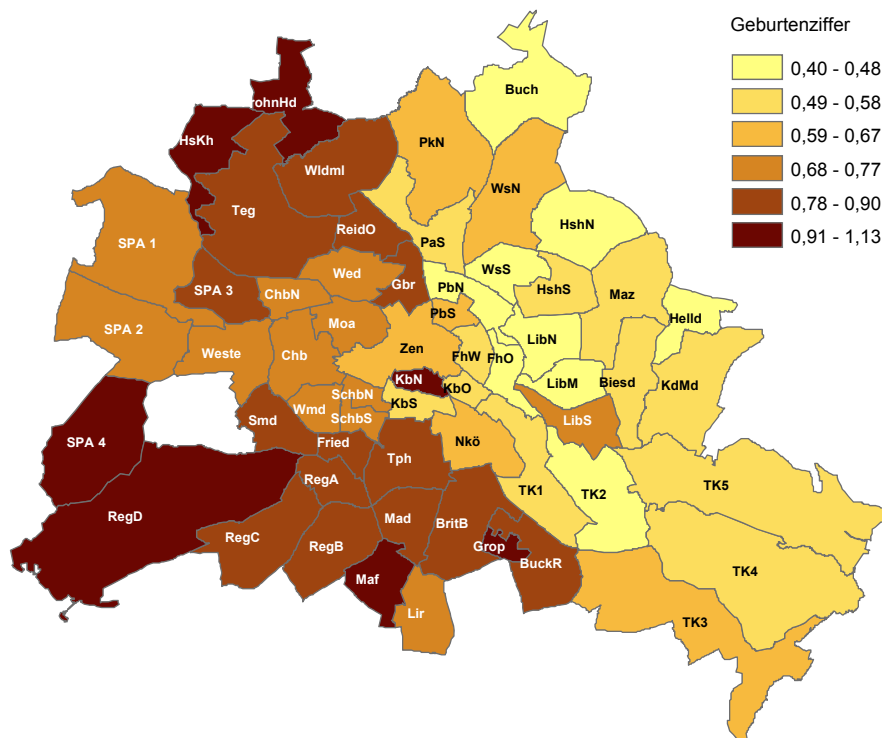 Geburtenziffer
0,40 - 0,48
0,49 - 0,58
0,59 - 0,67
0,68 - 0,77
0,78 - 0,90
0,91 - 1,13
Buch
rohnHd
HsKh
PkN
Wldml
WsN
Teg
HshN
ReidO
PaS
SPA 1
WsS
Wed
Gbr
HshS
PbN
Maz
SPA 3
ChbN
PbS
Moa
Helld
SPA 2
LibN
Weste
Chb
Zen
FhW
FhO
KbN
KbO
LibM
Biesd
KdMd
SchbN
KbS
Wmd
SchbS
LibS
Smd
SPA 4
Fried
Nkö
Tph
RegA
TK1
TK2
TK5
RegD
Mad
BritB
RegC
RegB
Grop
BuckR
TK4
Maf
Lir
TK3